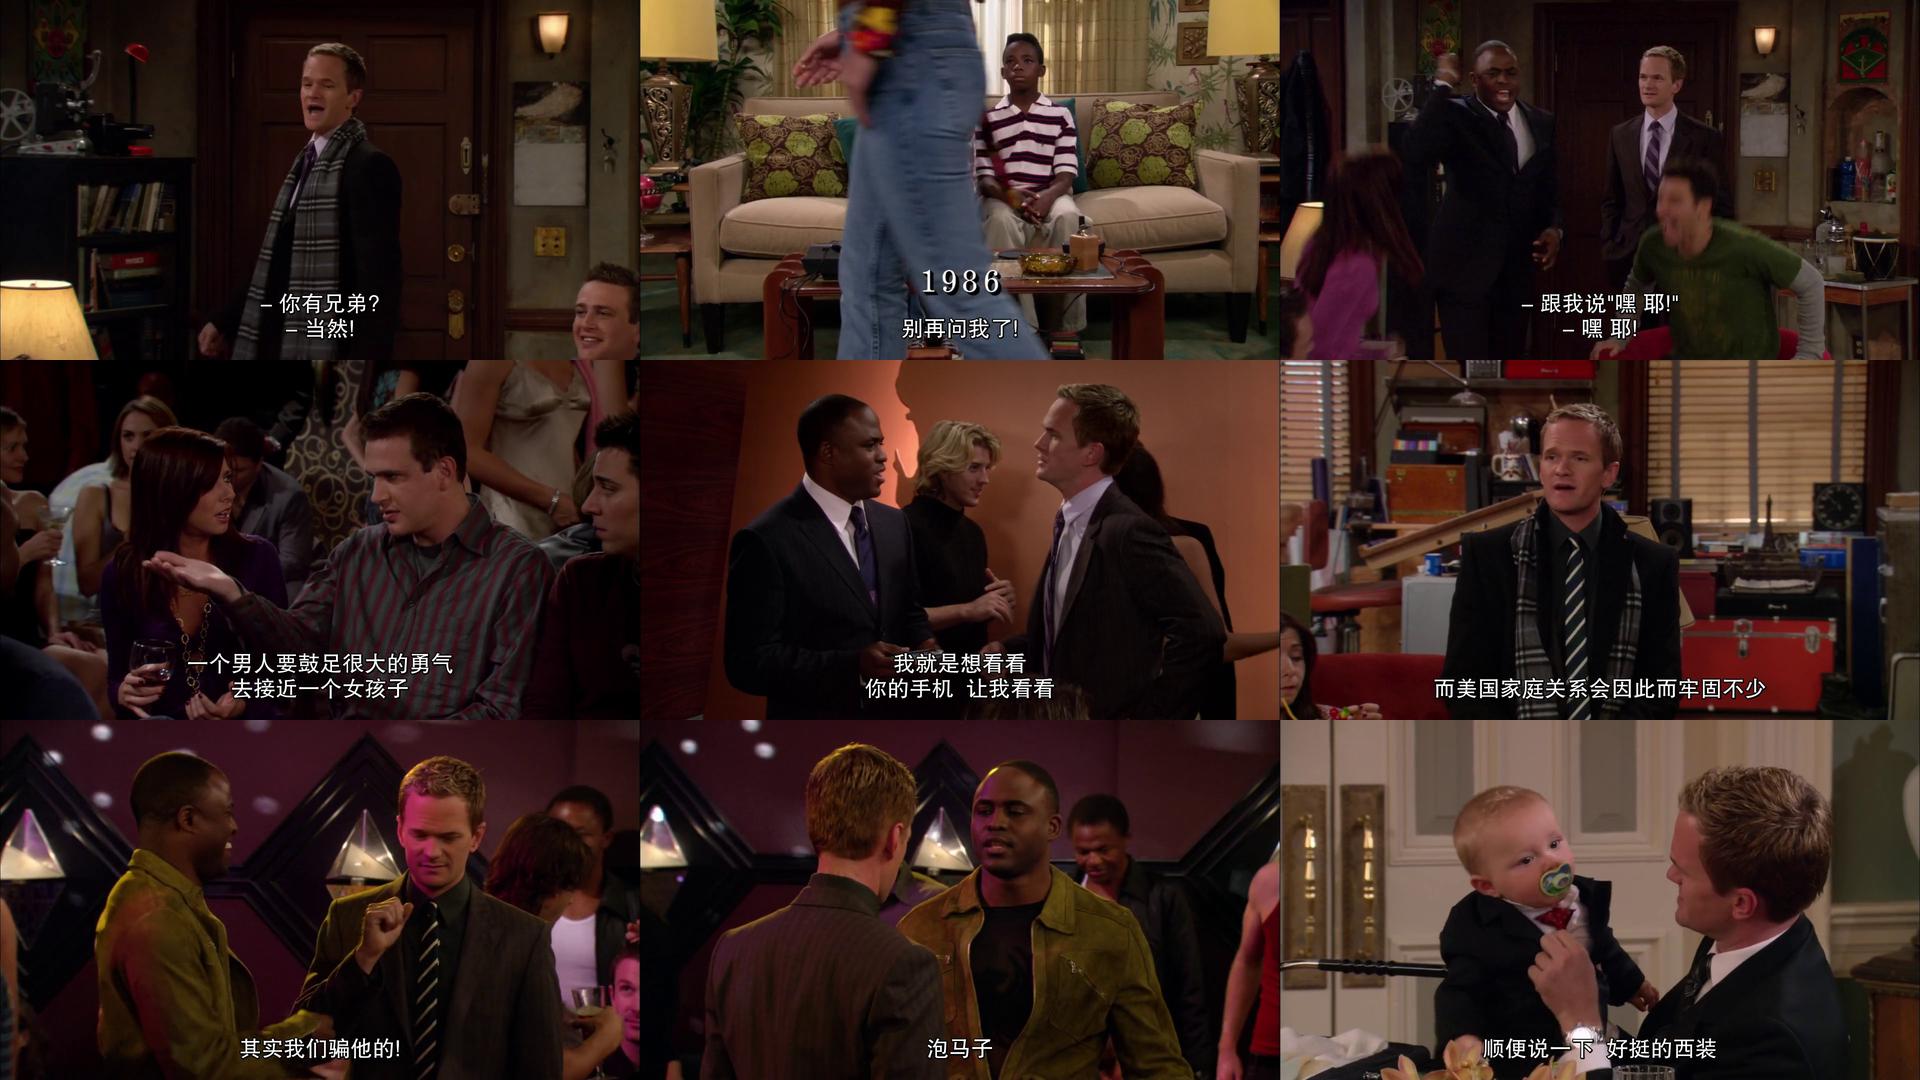 – 你有兄弟?
– 当然!
1986
别再问我了!
– 跟我说"嘿 耶!"
– 嘿 耶!
一个男人要鼓足很大的勇气
去接近一个女孩子
我就是想看看
你的手机 让我看看
而美国家庭关系会因此而牢固不少
其实我们骗他的!
泡马子
顺便说一下 好挺的西装